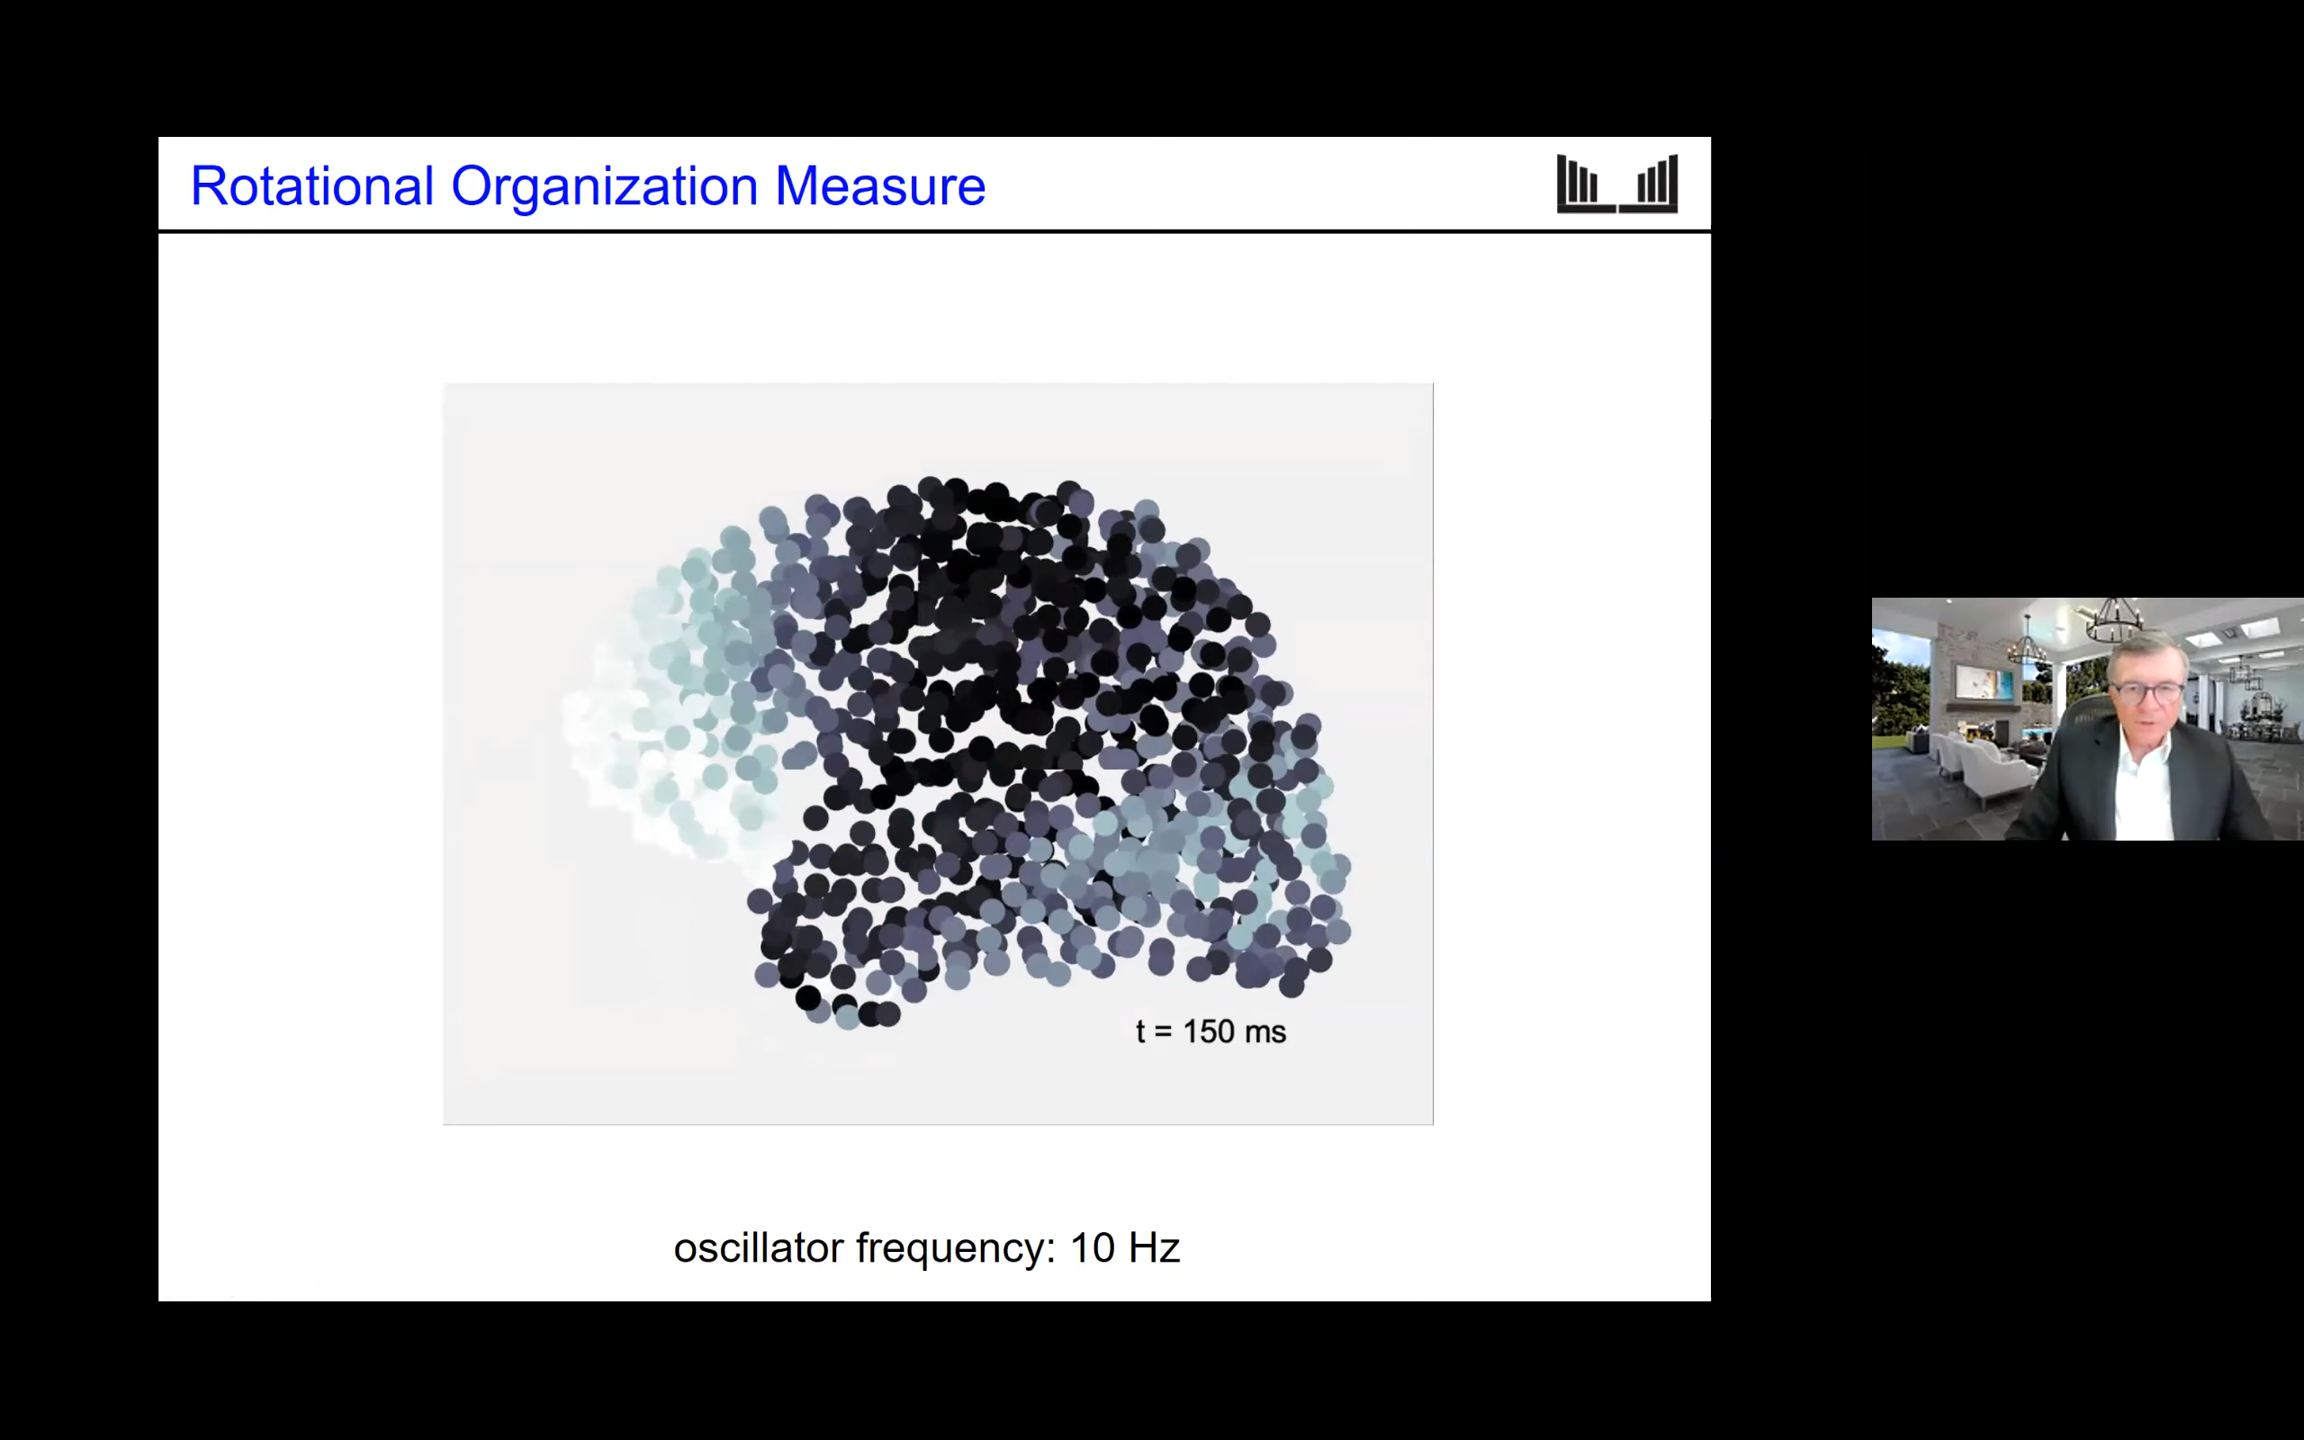 Rotational Organization Measure
t = 150 ms
oscillator frequency: 10 Hz